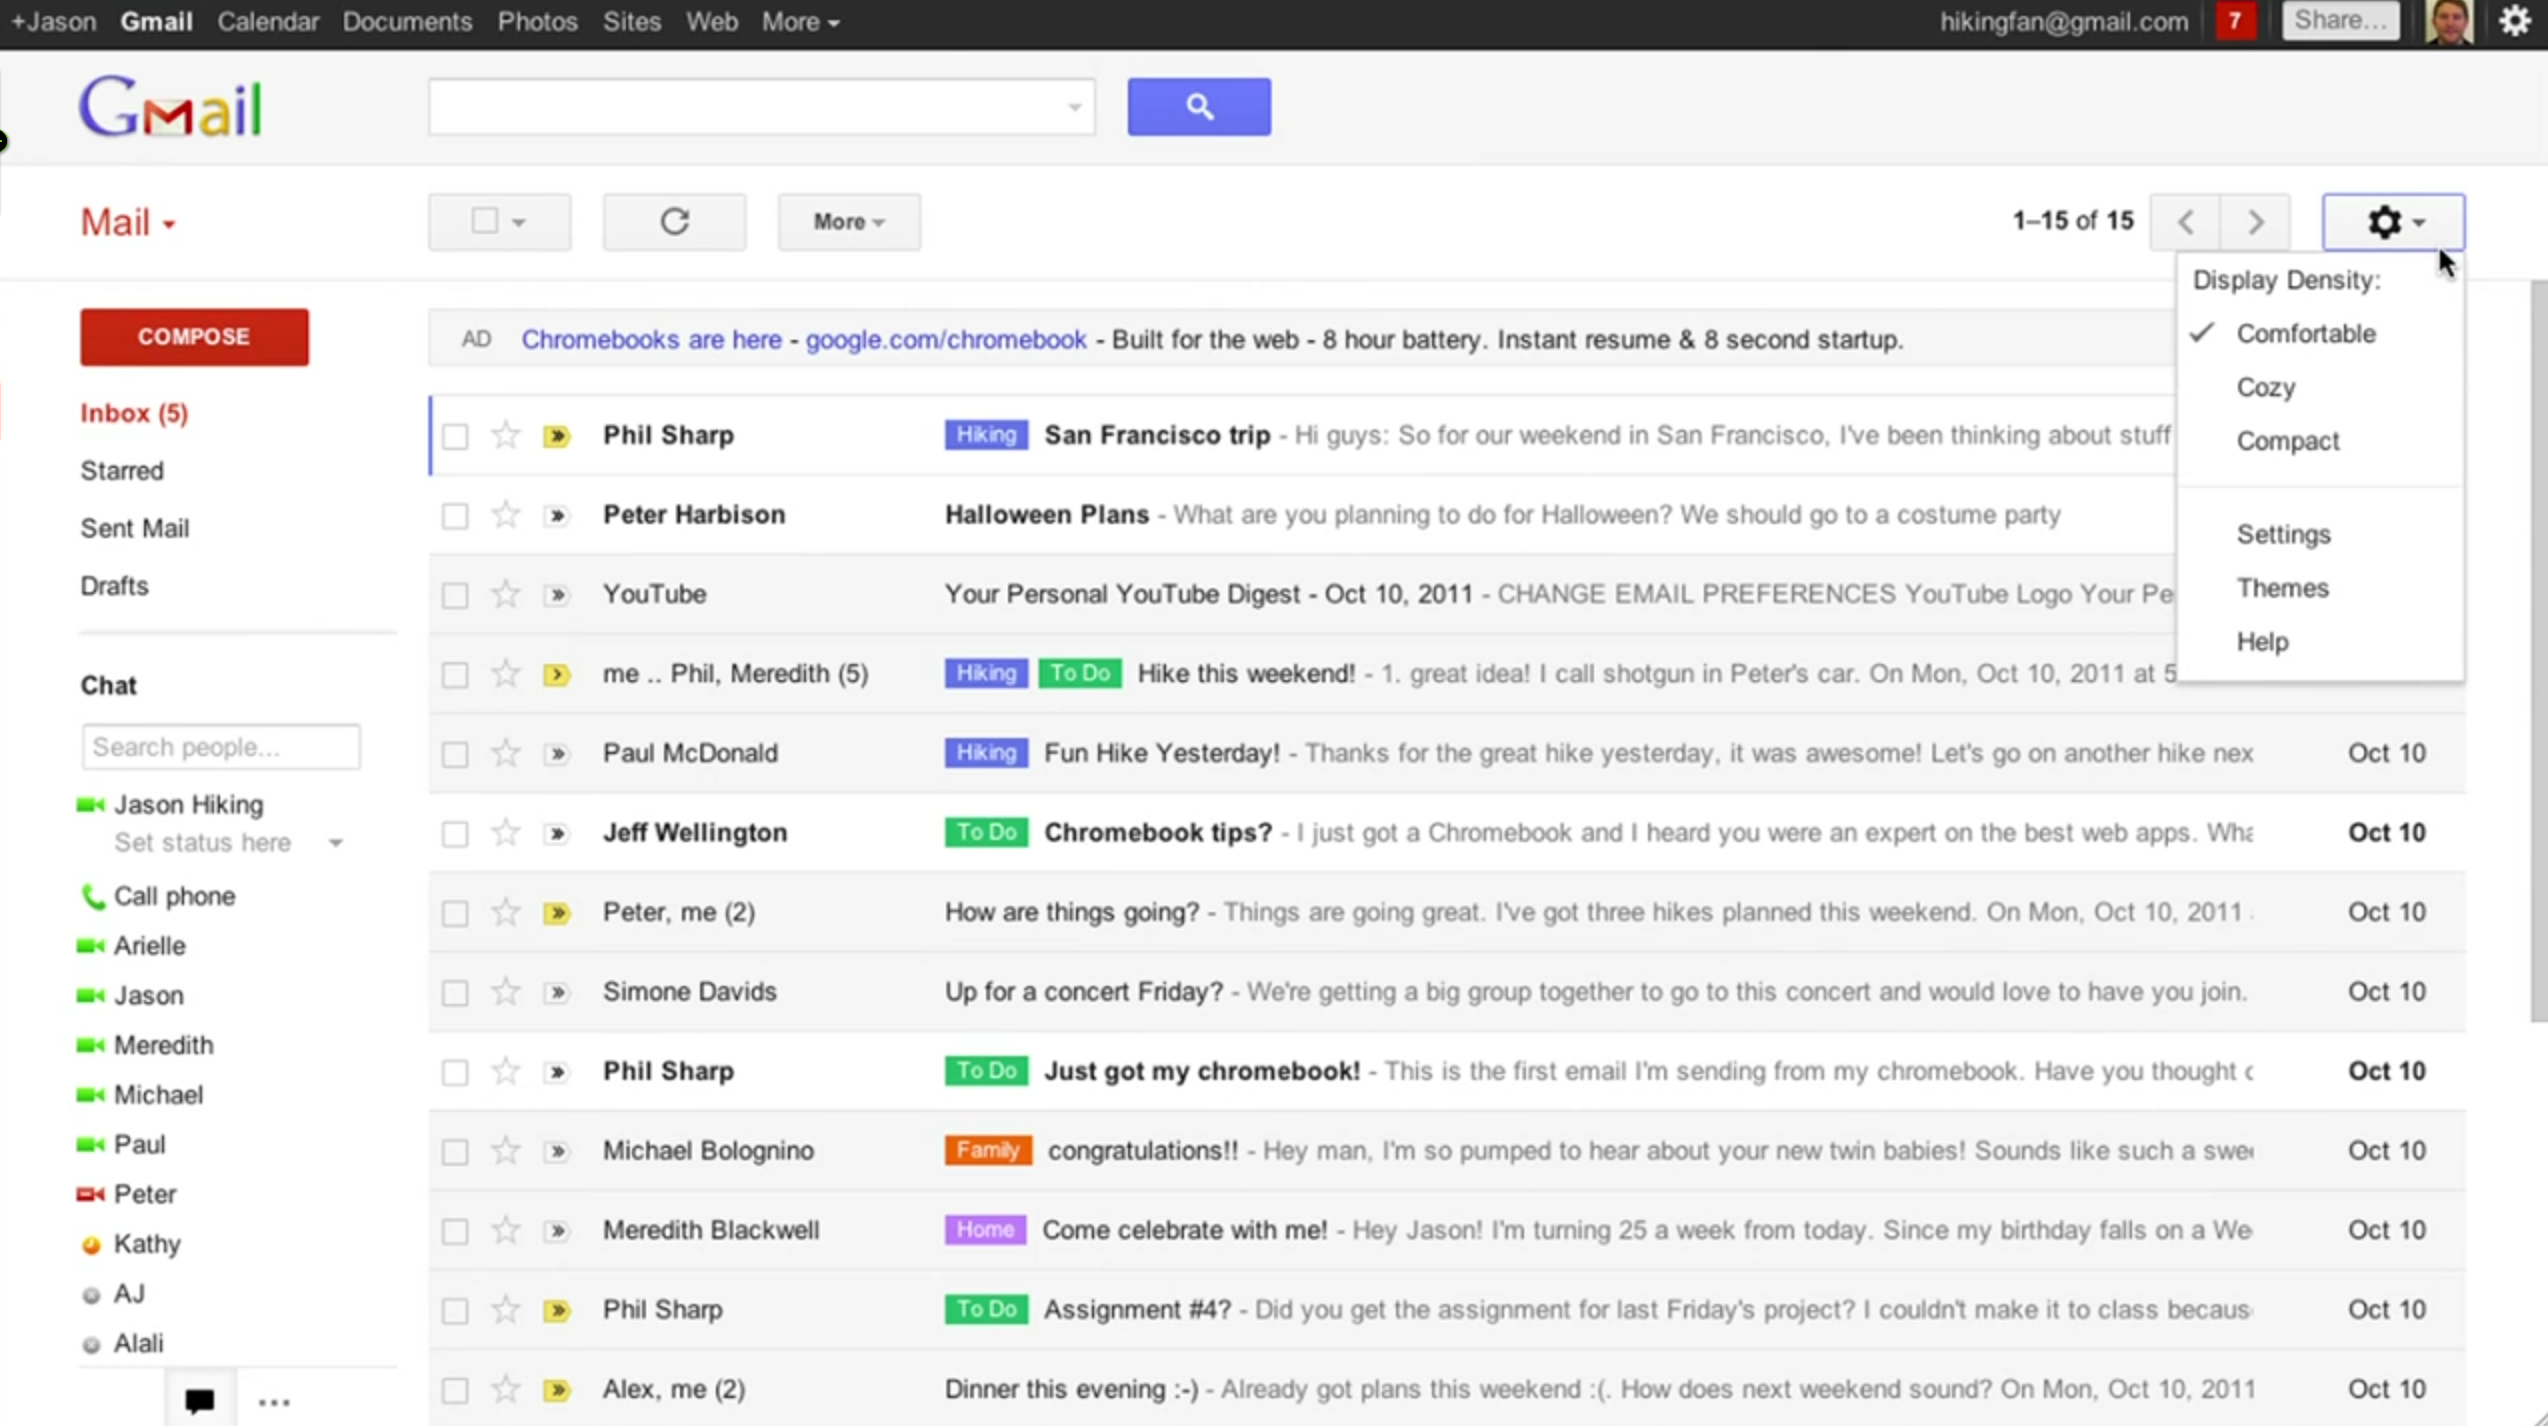 +Jason Gmail Calendar Documents Photos Sites Web More hikingfan@gmail.com 7 Share...
Gmail
Mail More 1–15 of 15
Display Density:
Comfortable
Cozy
Compact
Settings
Themes
Help
COMPOSE
Inbox (5)
Starred
Sent Mail
Drafts
Chat
Search people...
Jason Hiking
Set status here
Call phone
Arielle
Jason
Meredith
Michael
Paul
Peter
Kathy
AJ
Alali
AD Chromebooks are here - google.com/chromebook - Built for the web - 8 hour battery. Instant resume & 8 second startup.
Phil Sharp Hiking San Francisco trip - Hi guys: So for our weekend in San Francisco, I've been thinking about stuff
Peter Harbison Halloween Plans - What are you planning to do for Halloween? We should go to a costume party
YouTube Your Personal YouTube Digest - Oct 10, 2011 - CHANGE EMAIL PREFERENCES YouTube Logo Your Pe
me .. Phil, Meredith (5) Hiking To Do Hike this weekend! - 1. great idea! I call shotgun in Peter's car. On Mon, Oct 10, 2011 at 5
Paul McDonald Hiking Fun Hike Yesterday! - Thanks for the great hike yesterday, it was awesome! Let's go on another hike nex Oct 10
Jeff Wellington To Do Chromebook tips? - I just got a Chromebook and I heard you were an expert on the best web apps. Wha Oct 10
Peter, me (2) How are things going? - Things are going great. I've got three hikes planned this weekend. On Mon, Oct 10, 2011 Oct 10
Simone Davids Up for a concert Friday? - We're getting a big group together to go to this concert and would love to have you join. Oct 10
Phil Sharp To Do Just got my chromebook! - This is the first email I'm sending from my chromebook. Have you thought Oct 10
Michael Bolognino Family congratulations!! - Hey man, I'm so pumped to hear about your new twin babies! Sounds like such a swe Oct 10
Meredith Blackwell Home Come celebrate with me! - Hey Jason! I'm turning 25 a week from today. Since my birthday falls on a We Oct 10
Phil Sharp To Do Assignment #4? - Did you get the assignment for last Friday's project? I couldn't make it to class becaus Oct 10
Alex, me (2) Dinner this evening :-) - Already got plans this weekend :(. How does next weekend sound? On Mon, Oct 10, 2011 Oct 10